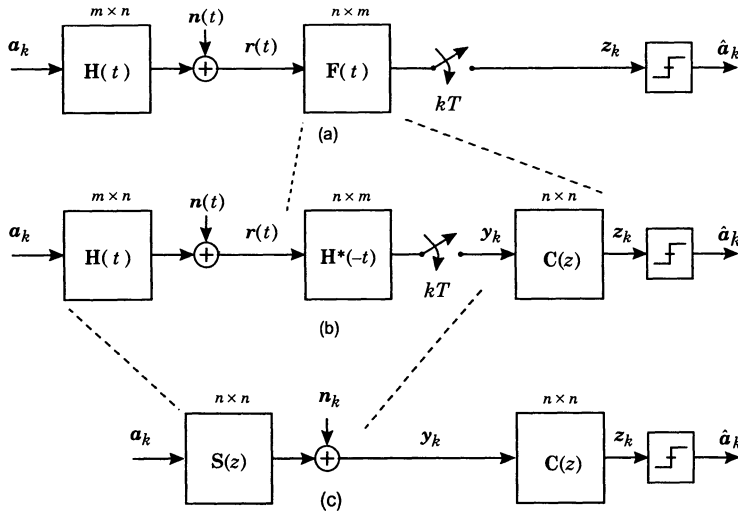 m × n
n(t)
n × m
a_k
H(t)
+
r(t)
F(t)
kT
z_k
â_k
(a)
m × n
n(t)
n × m
n × n
a_k
H(t)
+
r(t)
H*(−t)
kT
y_k
C(z)
z_k
â_k
(b)
n × n
n_k
n × n
a_k
S(z)
+
y_k
C(z)
z_k
â_k
(c)